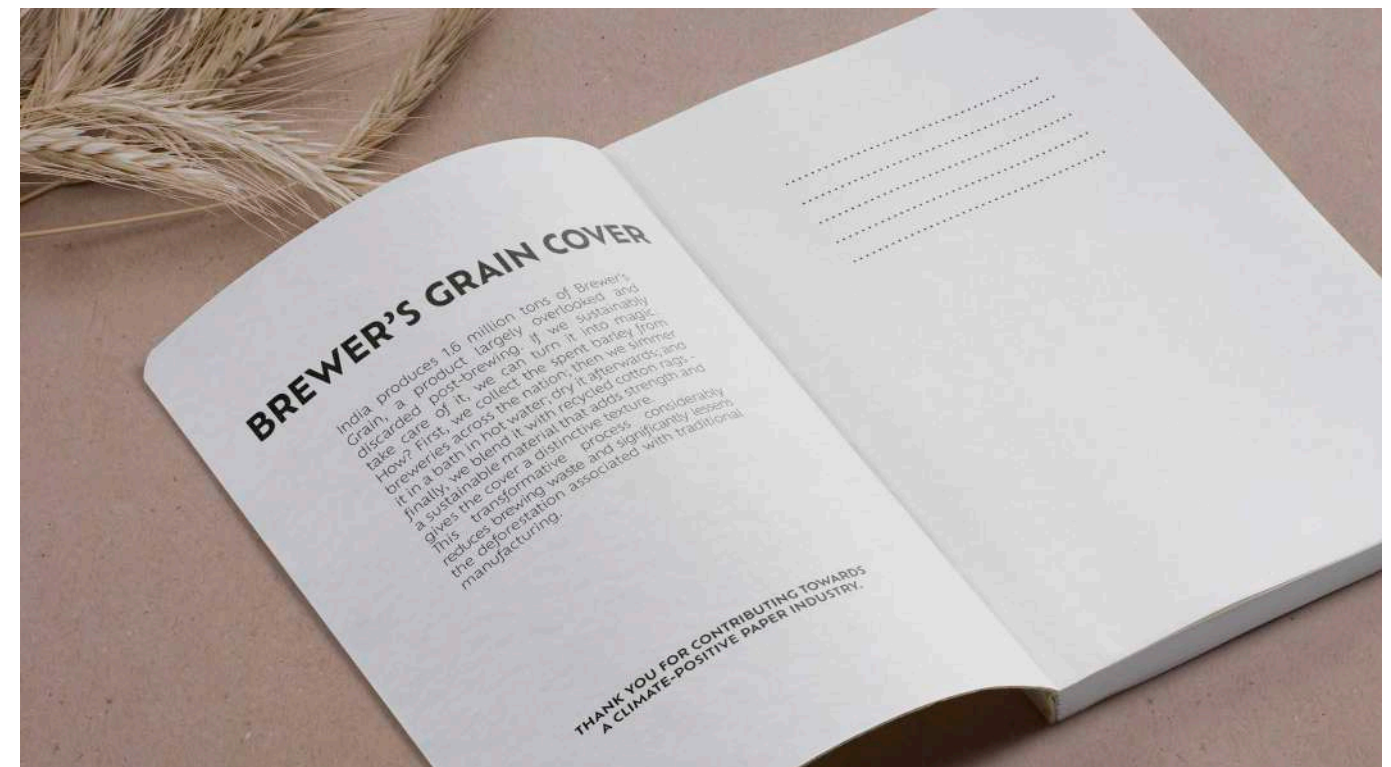 BREWER'S GRAIN COVER
India produces 1.6 million tons of Brewer's
Grain, a product largely overlooked and
discarded post-brewing. If we sustainably
take care of it, we can turn it into magic.
How? First, we collect the spent barley from
breweries across the nation; then we simmer
it in a bath in hot water; dry it afterwards; and
finally, we blend it with recycled cotton rags -
a sustainable material that adds strength and
gives the cover a distinctive texture.
This transformative process considerably
reduces brewing waste and significantly lessens
the deforestation associated with traditional
manufacturing.
THANK YOU FOR CONTRIBUTING TOWARDS
A CLIMATE-POSITIVE PAPER INDUSTRY.